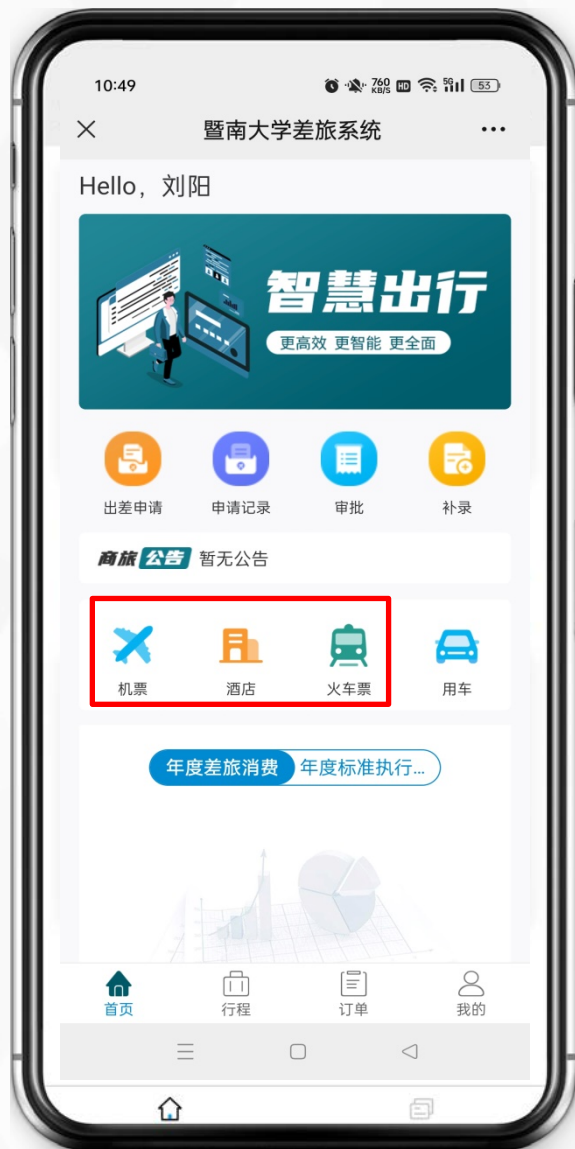 10:49
760 KB/S HD 5G 53
暨南大学差旅系统
Hello，刘阳
智慧出行
更高效 更智能 更全面
出差申请 申请记录 审批 补录
商旅 公告 暂无公告
机票 酒店 火车票 用车
年度差旅消费 年度标准执行...
首页 行程 订单 我的